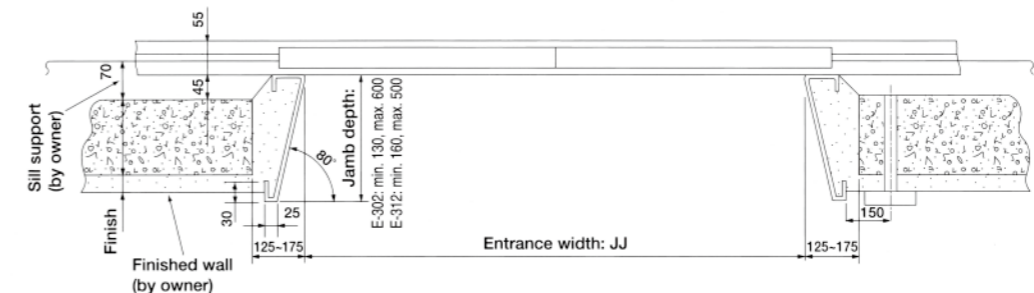 55
70
45
Sill support
(by owner)
Finish
30
25
80°
Jamb depth:
E-302: min. 130, max. 600
E-312: min. 160, max. 500
150
125~175
Entrance width: JJ
125~175
Finished wall
(by owner)